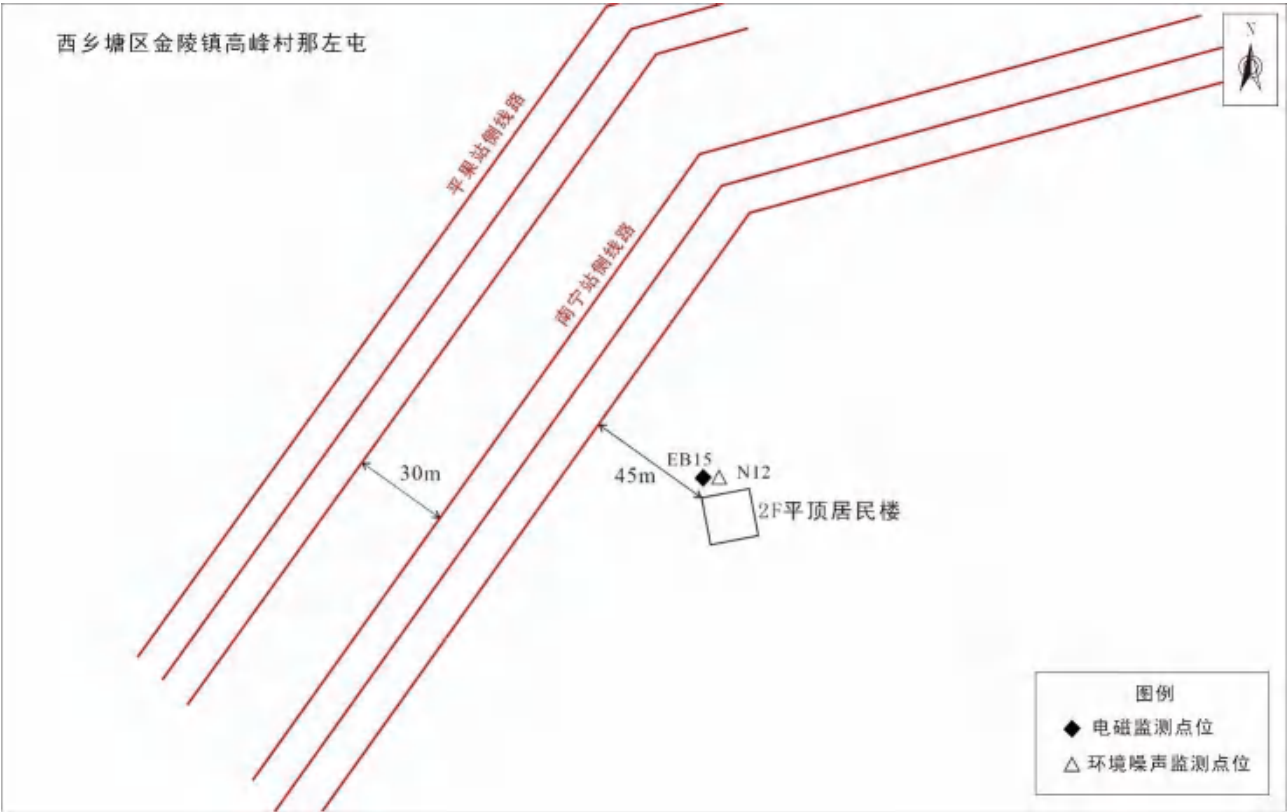 西乡塘区金陵镇高峰村那左屯
N
平果站侧线路
南宁站侧线路
30m
45m
EB15
N12
2F平顶居民楼
图例
电磁监测点位
环境噪声监测点位